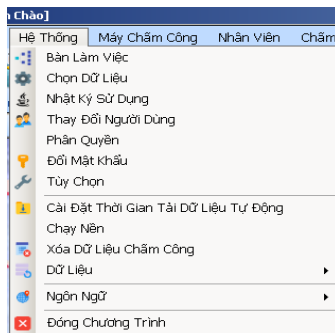 Chào]
Hệ Thống Máy Chấm Công Nhân Viên Chấm
Bàn Làm Việc
Chọn Dữ Liệu
Nhật Ký Sử Dụng
Thay Đổi Người Dùng
Phân Quyền
Đổi Mật Khẩu
Tùy Chọn
Cài Đặt Thời Gian Tải Dữ Liệu Tự Động
Chạy Nền
Xóa Dữ Liệu Chấm Công
Dữ Liệu
Ngôn Ngữ
Đóng Chương Trình